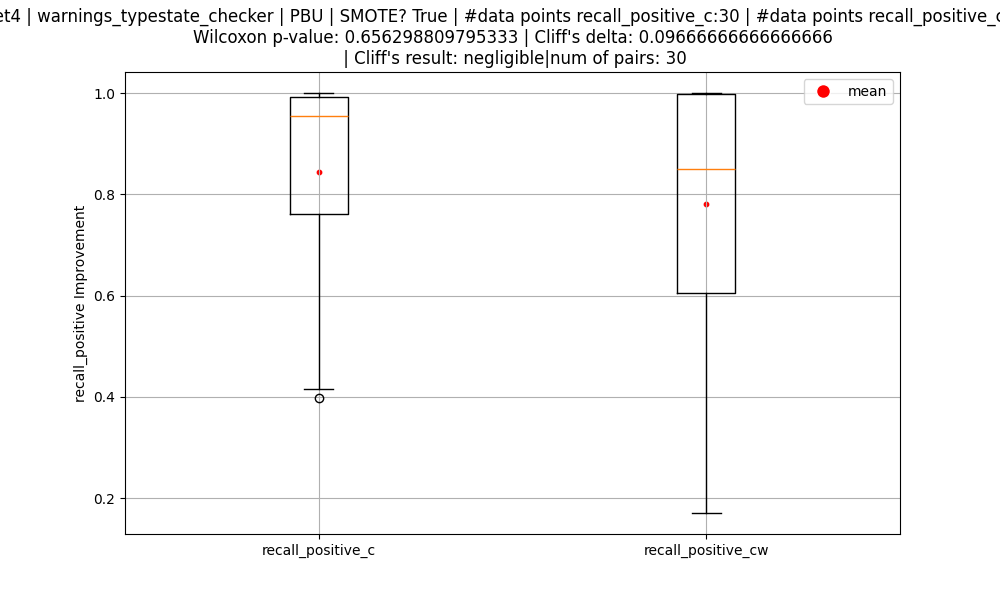 | warnings_typestate_checker | PBU | SMOTE? True | #data points recall_positive_c:30 | #data points
Wilcoxon p-value: 0.656298809795333 | Cliff's delta: 0.09666666666666666
| Cliff's result: negligible|num of pairs: 30
mean
1.0
0.8
0.6
0.4
0.2
recall_positive Improvement
recall_positive_c
recall_positive_cw